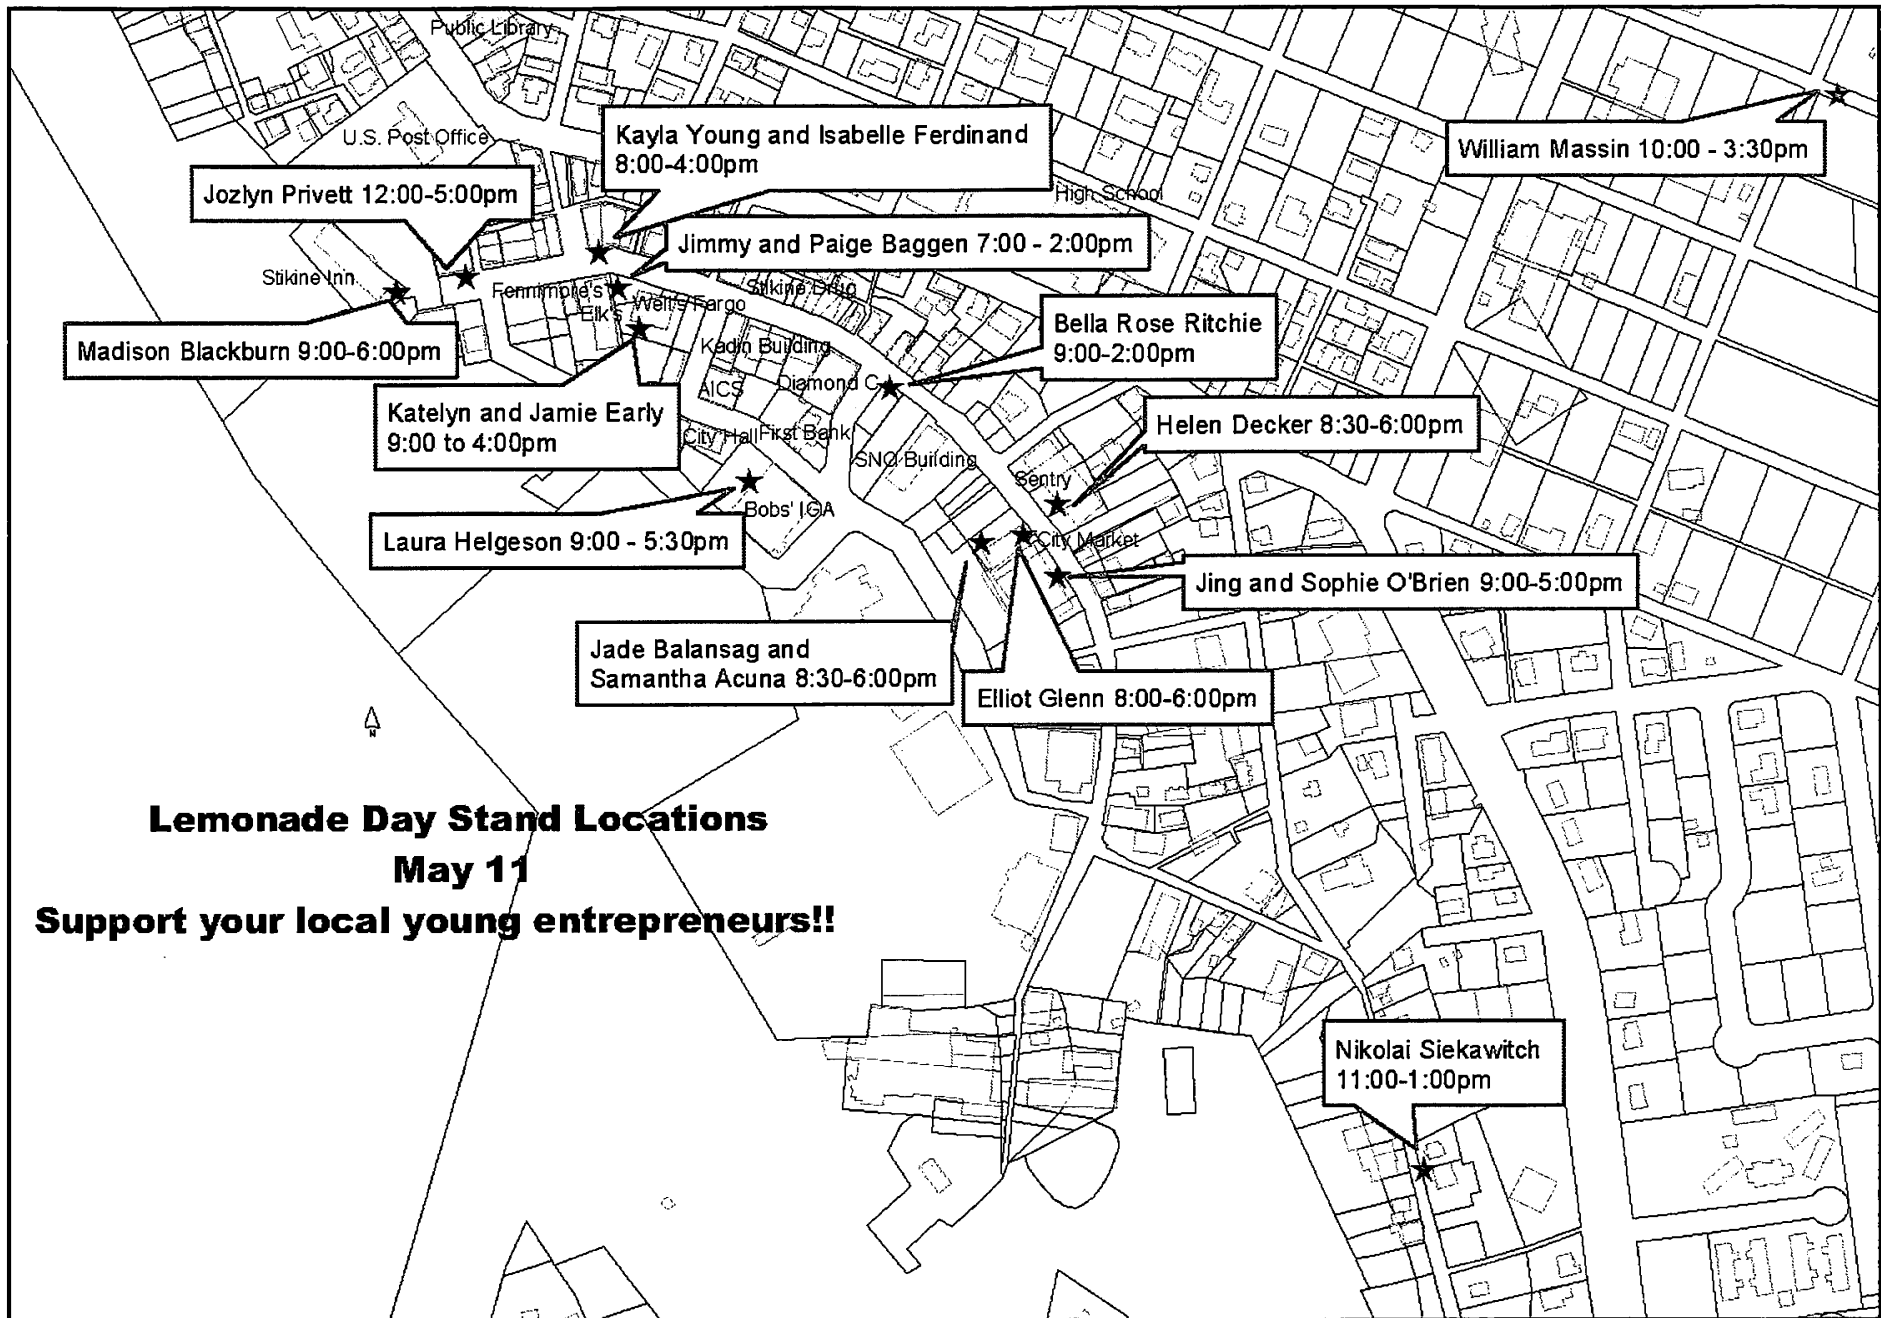 Public Library
U.S. Post Office
Kayla Young and Isabelle Ferdinand
8:00-4:00pm
William Massin 10:00 - 3:30pm
Jozlyn Privett 12:00-5:00pm
High School
Jimmy and Paige Baggen 7:00 - 2:00pm
Stikine Inn
Fennimore's
Stikine Drug
Elk's
Well's Fargo
Bella Rose Ritchie
9:00-2:00pm
Madison Blackburn 9:00-6:00pm
Kadin Building
AICS
Diamond C
Katelyn and Jamie Early
9:00 to 4:00pm
Helen Decker 8:30-6:00pm
City Hall
First Bank
SNO Building
Sentry
Bobs' IGA
Laura Helgeson 9:00 - 5:30pm
City Market
Jing and Sophie O'Brien 9:00-5:00pm
Jade Balansag and
Samantha Acuna 8:30-6:00pm
Elliot Glenn 8:00-6:00pm
N
Lemonade Day Stand Locations
May 11
Support your local young entrepreneurs!!
Nikolai Siekawitch
11:00-1:00pm